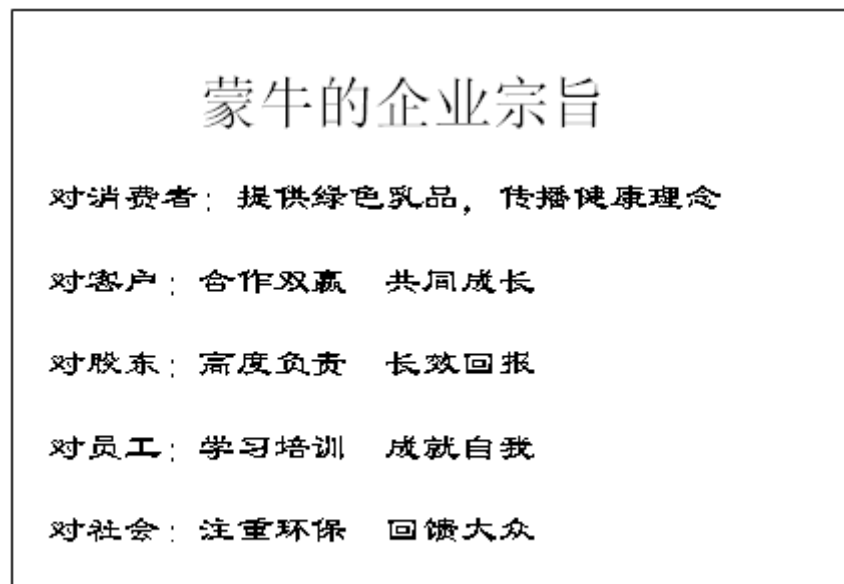 蒙牛的企业宗旨
对消费者：提供绿色乳品，传播健康理念
对客户：合作双赢 共同成长
对股东：高度负责 长效回报
对员工：学习培训 成就自我
对社会：注重环保 回馈大众